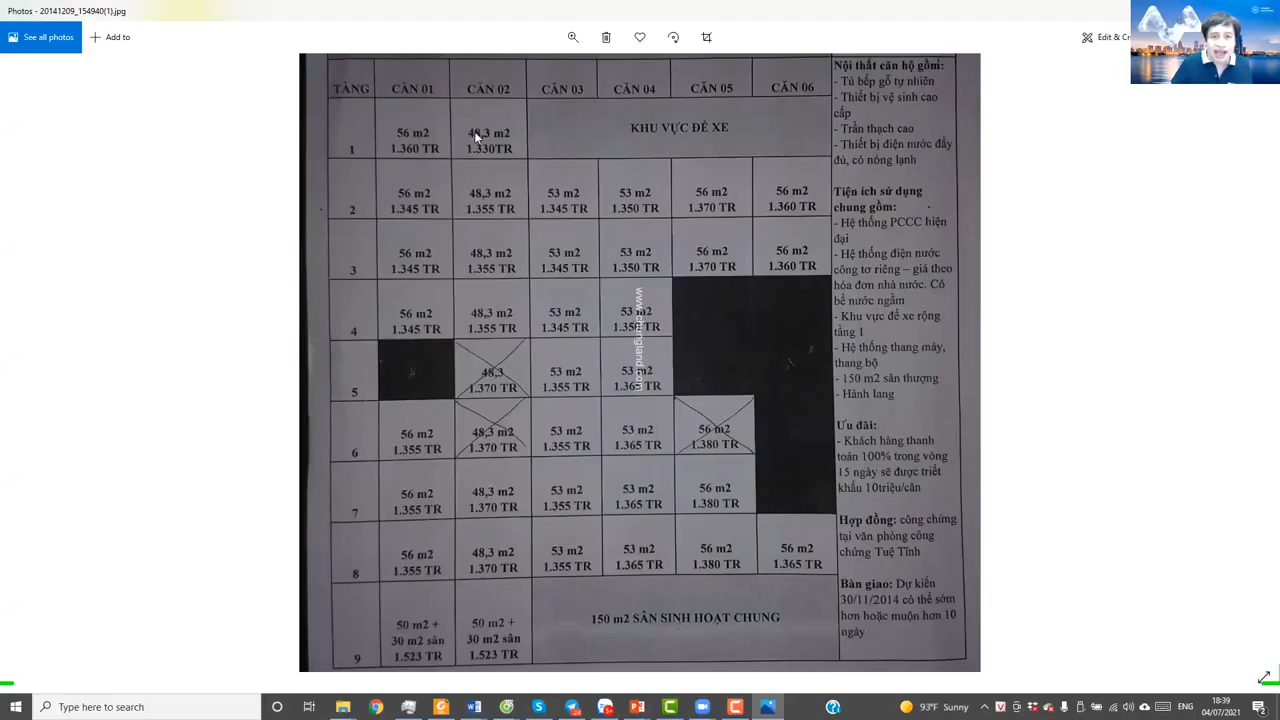 Photos - 20141209_154940(1).jpg
See all photos
Add to
TẦNG CĂN 01 CĂN 02 CĂN 03 CĂN 04 CĂN 05 CĂN 06
56 m2 48,3 m2 KHU VỰC ĐỂ XE
1 1.360 TR 1.330TR
56 m2 48,3 m2 53 m2 53 m2 56 m2 56 m2
2 1.345 TR 1.355 TR 1.345 TR 1.350 TR 1.370 TR 1.360 TR
56 m2 48,3 m2 53 m2 53 m2 56 m2 56 m2
3 1.345 TR 1.355 TR 1.345 TR 1.350 TR 1.370 TR 1.360 TR
56 m2 48,3 m2 53 m2 53 m2
4 1.345 TR 1.355 TR 1.345 TR 1.350 TR
48,3 53 m2 53 m2
5 1.370 TR 1.355 TR 1.365 TR
56 m2 48,3 m2 53 m2 53 m2 56 m2
6 1.355 TR 1.370 TR 1.355 TR 1.365 TR 1.380 TR
56 m2 48,3 m2 53 m2 53 m2 56 m2
7 1.355 TR 1.370 TR 1.355 TR 1.365 TR 1.380 TR
56 m2 48,3 m2 53 m2 53 m2 56 m2 56 m2
8 1.355 TR 1.370 TR 1.355 TR 1.365 TR 1.380 TR 1.365 TR
50 m2 + 50 m2 + 150 m2 SÂN SINH HOẠT CHUNG
30 m2 sân 30 m2 sân
9 1.523 TR 1.523 TR
www.chungland.com
Nội thất căn hộ gồm:
- Tủ bếp gỗ tự nhiên
- Thiết bị vệ sinh cao
cấp
- Trần thạch cao
- Thiết bị điện nước đầy
đủ, có nóng lạnh
Tiện ích sử dụng
chung gồm:
- Hệ thống PCCC hiện
đại
- Hệ thống điện nước
công tơ riêng – giá theo
hóa đơn nhà nước. Có
bể nước ngầm
- Khu vực để xe rộng
tầng 1
- Hệ thống thang máy,
thang bộ
- 150 m2 sân thượng
- Hành lang
Ưu đãi:
- Khách hàng thanh
toán 100% trong vòng
15 ngày sẽ được triết
khấu 10triệu/căn
Hợp đồng: công chứng
tại văn phòng công
chứng Tuệ Tĩnh
Bàn giao: Dự kiến
30/11/2014 có thể sớm
hơn hoặc muộn hơn 10
ngày
Type here to search
93°F Sunny
ENG
18:39
04/07/2021